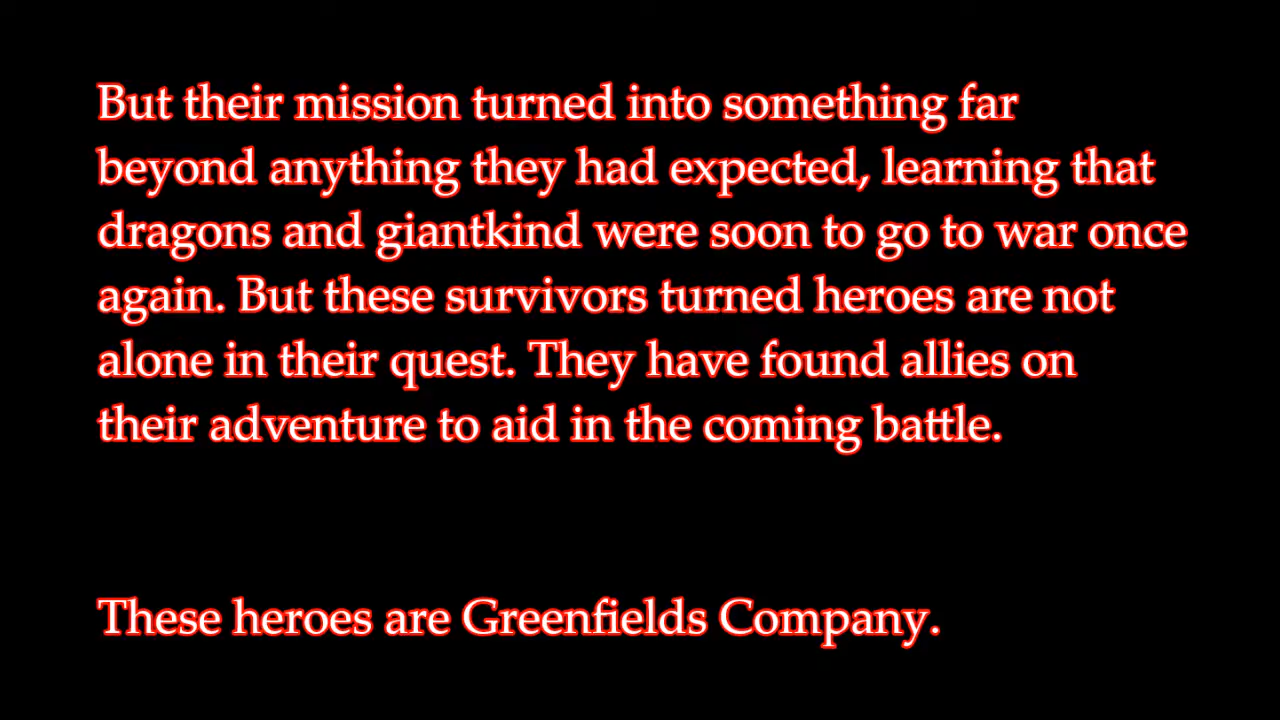 But their mission turned into something far
beyond anything they had expected, learning that
dragons and giantkind were soon to go to war once
again. But these survivors turned heroes are not
alone in their quest. They have found allies on
their adventure to aid in the coming battle.
These heroes are Greenfields Company.